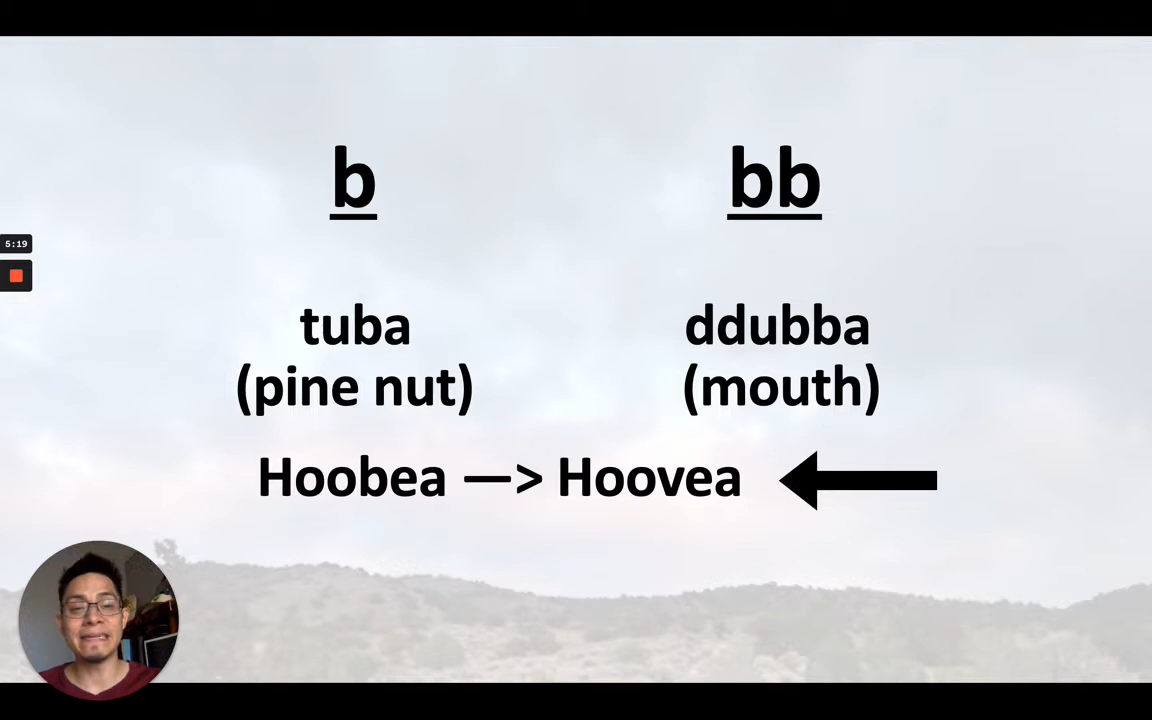 b
bb
5:19
tuba
(pine nut)
ddubba
(mouth)
Hoobea —> Hoovea